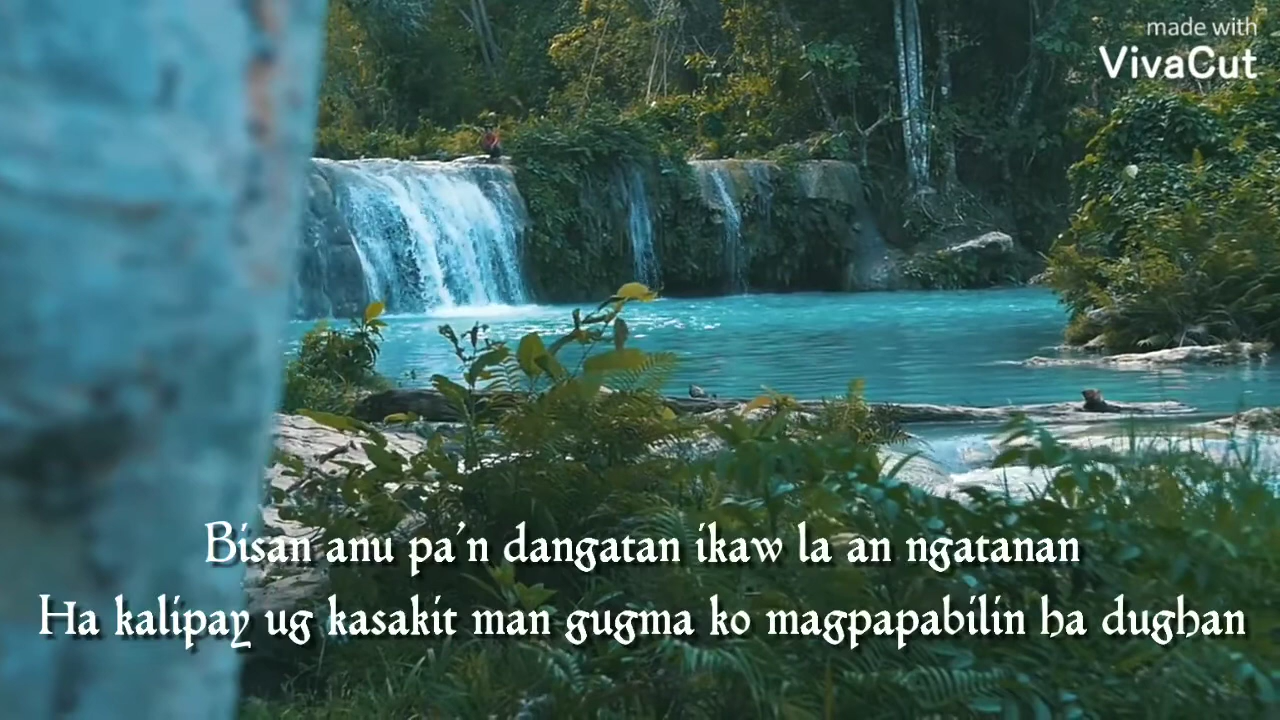 made with
VivaCut
Bisan anu pa'n dangatan ikaw la an ngatanan
Ha kalipay ug kasakit man gugma ko magpapabilin ha dughan